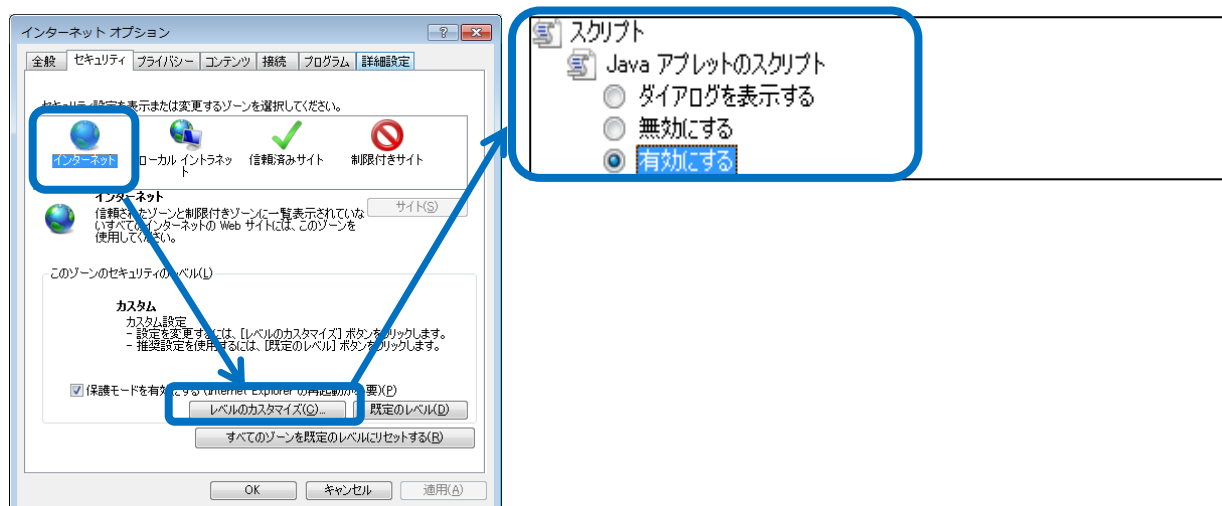 インターネット オプション
全般 セキュリティ プライバシー コンテンツ 接続 プログラム 詳細設定
セキュリティ設定を表示または変更するゾーンを選択してください。
インターネット ローカル イントラネッ 信頼済みサイト 制限付きサイト
ト
インターネット
サイト(S)
信頼されたゾーンと制限付きゾーンに一覧表示されていな
いすべてのインターネットの Web サイトには、このゾーンを
使用してください。
このゾーンのセキュリティのレベル(L)
カスタム
カスタム設定
- 設定を変更するには、[レベルのカスタマイズ] ボタンをクリックします。
- 推奨設定を使用するには、[既定のレベル] ボタンをクリックします。
保護モードを有効にする (Internet Explorer の再起動が必要)(P)
レベルのカスタマイズ(C)... 既定のレベル(D)
すべてのゾーンを既定のレベルにリセットする(R)
OK キャンセル 適用(A)
スクリプト
Java アプレットのスクリプト
ダイアログを表示する
無効にする
有効にする